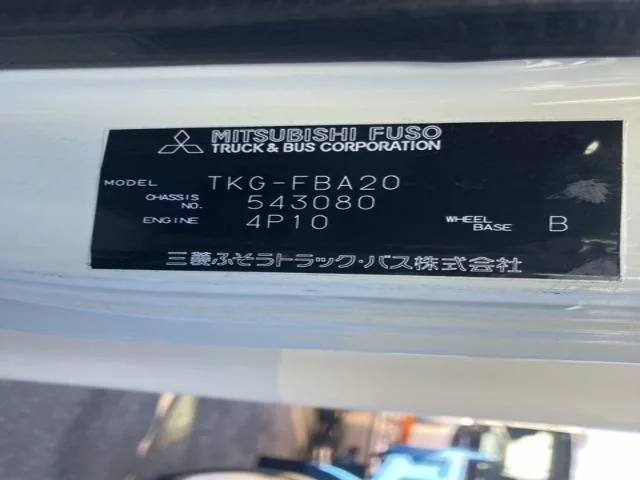 MITSUBISHI FUSO
TRUCK & BUS CORPORATION
MODEL TKG-FBA20
CHASSIS NO. 543080
ENGINE 4P10 WHEEL BASE B
三菱ふそうトラック・バス株式会社